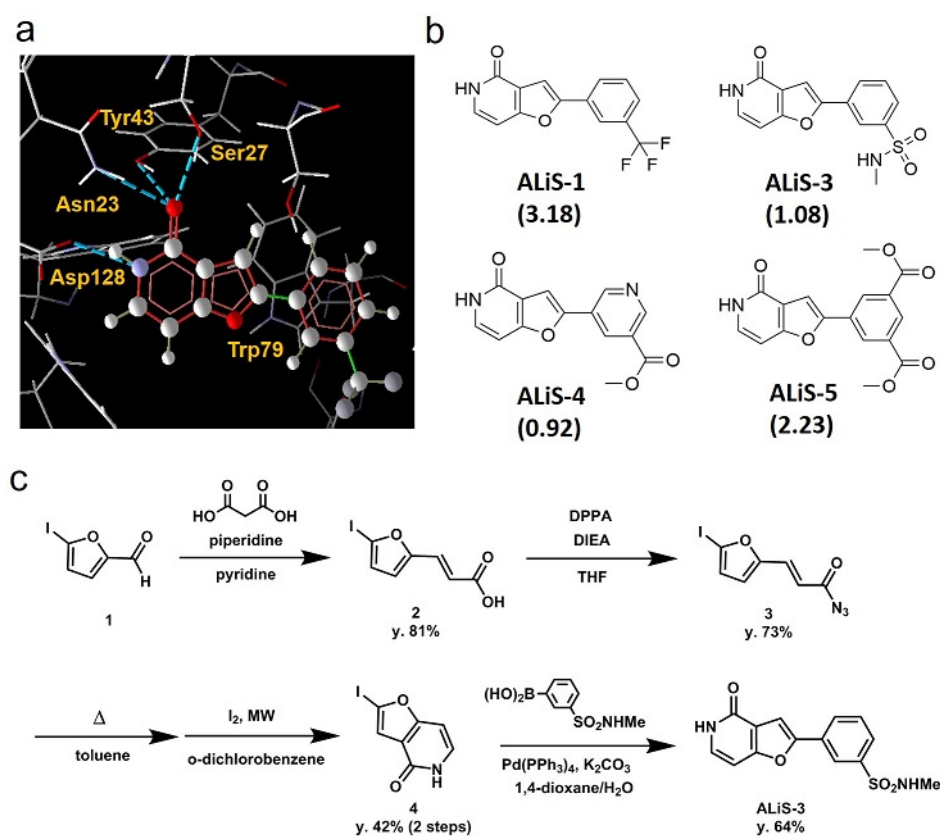 a
Tyr43
Ser27
Asn23
Asp128
Trp79
b
O
HN
O
F
F
F
ALiS-1
(3.18)
O
HN
O
S
O
O
HN
ALiS-3
(1.08)
O
HN
O
N
O
O
ALiS-4
(0.92)
O
HN
O
O
O
O
O
ALiS-5
(2.23)
c
I
O
O
H
1
O O
HO OH
piperidine
pyridine
I
O
O
OH
2
y. 81%
DPPA
DIEA
THF
I
O
O
N3
3
y. 73%
Δ
toluene
I2, MW
o-dichlorobenzene
I
O
O
N
H
4
y. 42% (2 steps)
(HO)2B
SO2NHMe
Pd(PPh3)4, K2CO3
1,4-dioxane/H2O
O
HN
O
SO2NHMe
ALiS-3
y. 64%